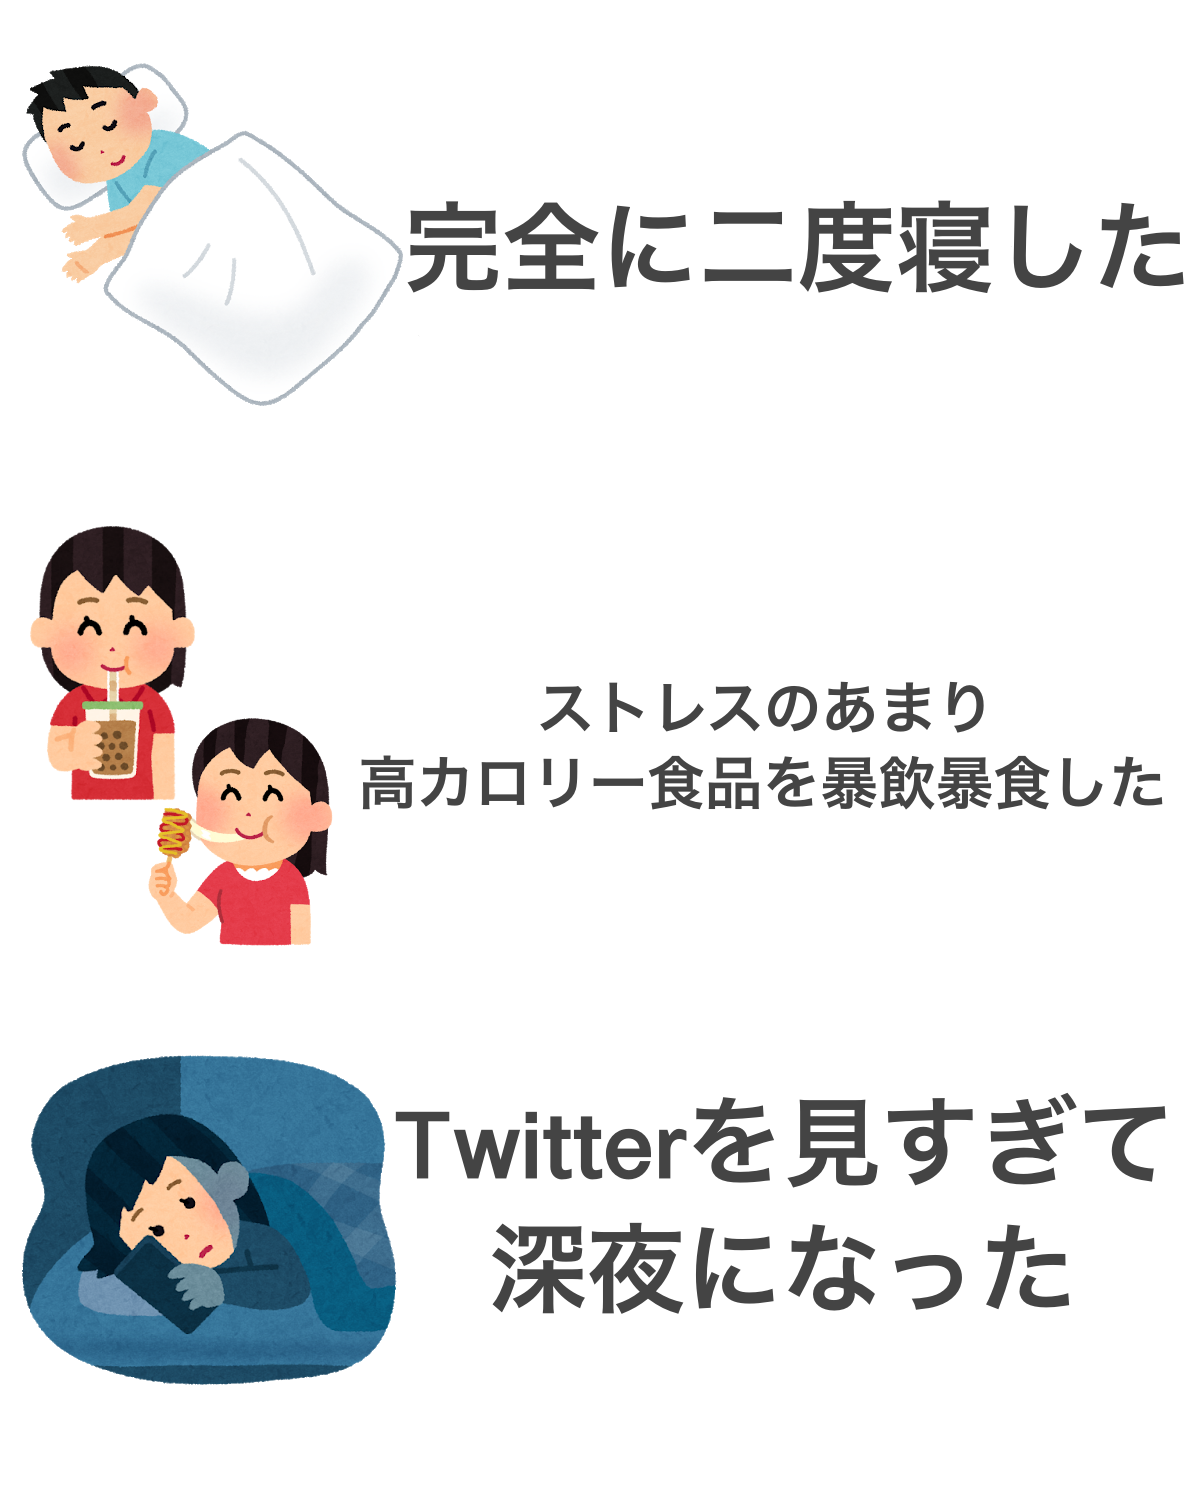 完全に二度寝した
ストレスのあまり
高カロリー食品を暴飲暴食した
Twitterを見すぎて
深夜になった